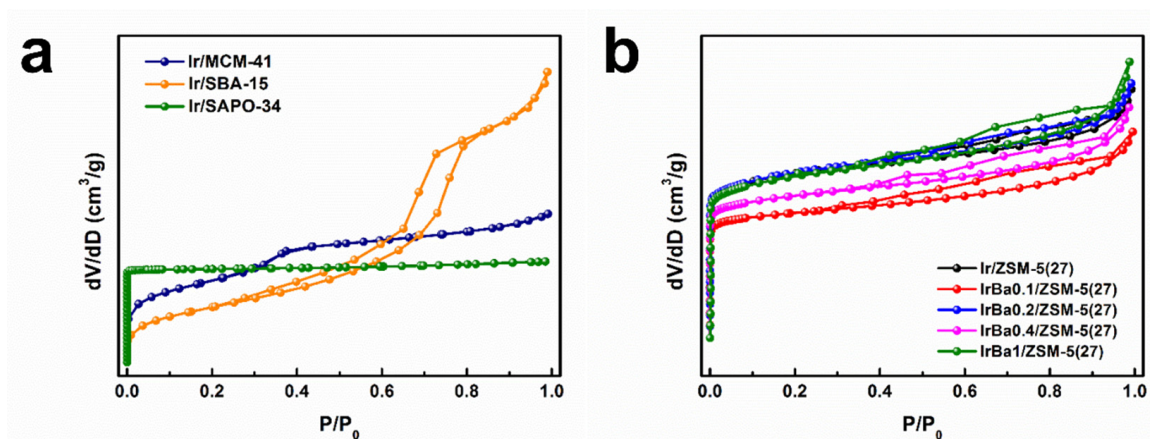 a
Ir/MCM-41
Ir/SBA-15
Ir/SAPO-34
dV/dD (cm³/g)
0.0 0.2 0.4 0.6 0.8 1.0
P/P₀
b
Ir/ZSM-5(27)
IrBa0.1/ZSM-5(27)
IrBa0.2/ZSM-5(27)
IrBa0.4/ZSM-5(27)
IrBa1/ZSM-5(27)
dV/dD (cm³/g)
0.0 0.2 0.4 0.6 0.8 1.0
P/P₀